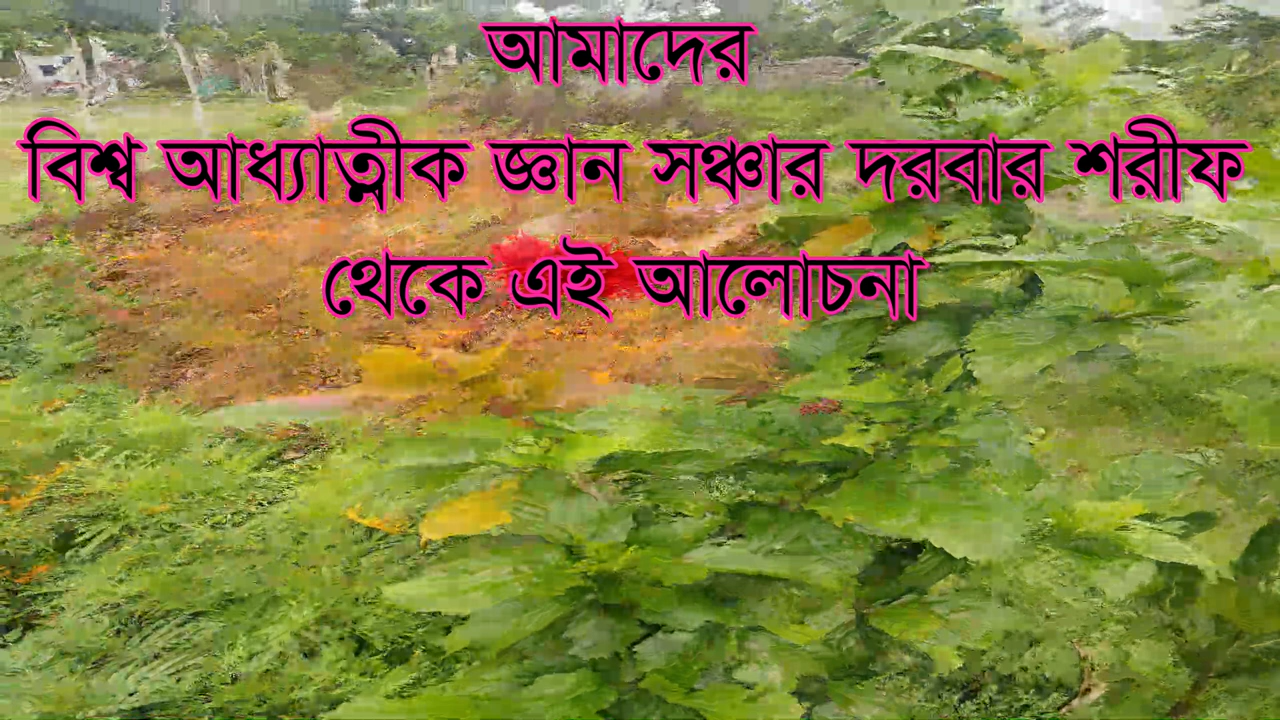 আমাদের
বিশ্ব আধ্যাত্নীক জ্ঞান সঞ্চার দরবার শরীফ
থেকে এই আলোচনা